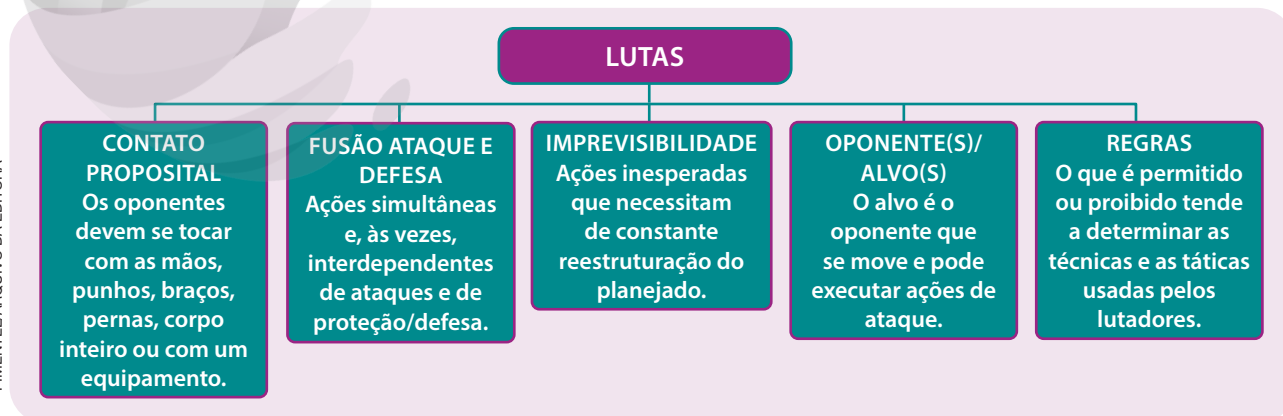 LUTAS
CONTATO
PROPOSITAL
Os oponentes
devem se tocar
com as mãos,
punhos, braços,
pernas, corpo
inteiro ou com um
equipamento.
FUSÃO ATAQUE E
DEFESA
Ações simultâneas
e, às vezes,
interdependentes
de ataques e de
proteção/defesa.
IMPREVISIBILIDADE
Ações inesperadas
que necessitam
de constante
reestruturação do
planejado.
OPONENTE(S)/
ALVO(S)
O alvo é o
oponente que
se move e pode
executar ações de
ataque.
REGRAS
O que é permitido
ou proibido tende
a determinar as
técnicas e as táticas
usadas pelos
lutadores.